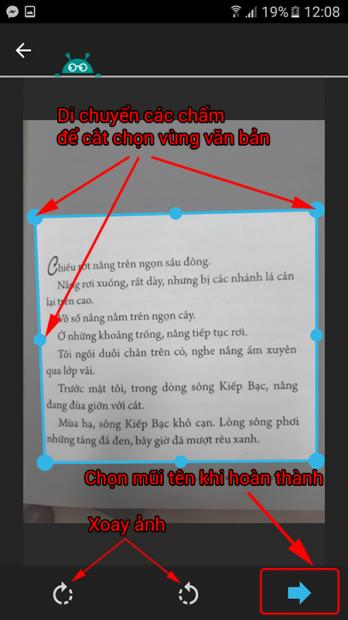 19% 12:08
Di chuyển các chấm
để cắt chọn vùng văn bản
Chiều rớt nắng trên ngọn sầu đông.
Nắng rơi xuống, rất dày, nhưng bị các nhánh lá cản
lại trên cao.
Vô số nắng nằm trên ngọn cây.
Ở những khoảng trống, nắng tiếp tục rơi.
Tôi ngồi duỗi chân trên cỏ, nghe nắng ấm xuyên
qua lớp vải.
Trước mặt tôi, trong dòng sông Kiếp Bạc, nắng
đang đùa giỡn với cát.
Mùa hạ, sông Kiếp Bạc khô cạn. Lòng sông phơi
những tảng đá đen, bây giờ đã mượt rêu xanh.
Chọn mũi tên khi hoàn thành
Xoay ảnh